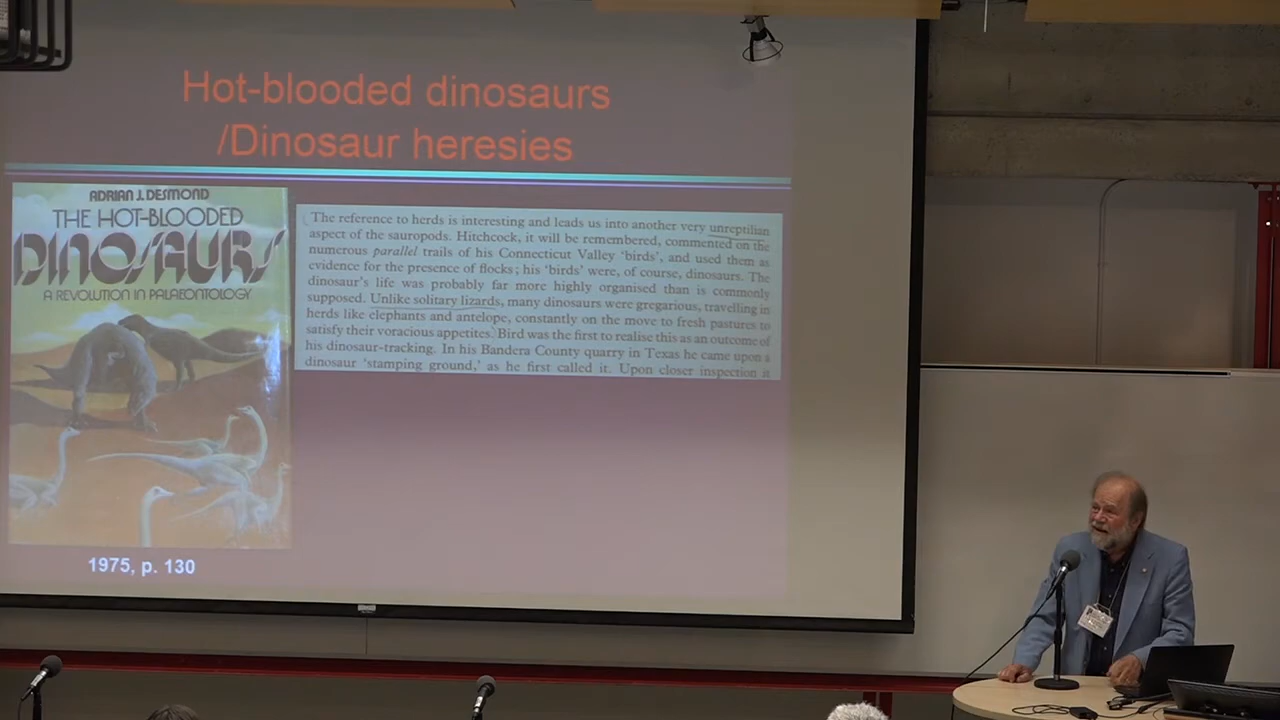 Hot-blooded dinosaurs
/Dinosaur heresies
ADRIAN J. DESMOND
THE HOT-BLOODED
DINOSAURS
A REVOLUTION IN PALAEONTOLOGY
1975, p. 130
The reference to herds is interesting and leads us into another very unreptilian
aspect of the sauropods. Hitchcock, it will be remembered, commented on the
numerous parallel trails of his Connecticut Valley ‘birds’, and used them as
evidence for the presence of flocks; his ‘birds’ were, of course, dinosaurs. The
dinosaur’s life was probably far more highly organised than is commonly
supposed. Unlike solitary lizards, many dinosaurs were gregarious, travelling in
herds like elephants and antelope, constantly on the move to fresh pastures to
satisfy their voracious appetites. Bird was the first to realise this as an outcome of
his dinosaur-tracking. In his Bandera County quarry in Texas he came upon a
dinosaur ‘stamping ground,’ as he first called it. Upon closer inspection it